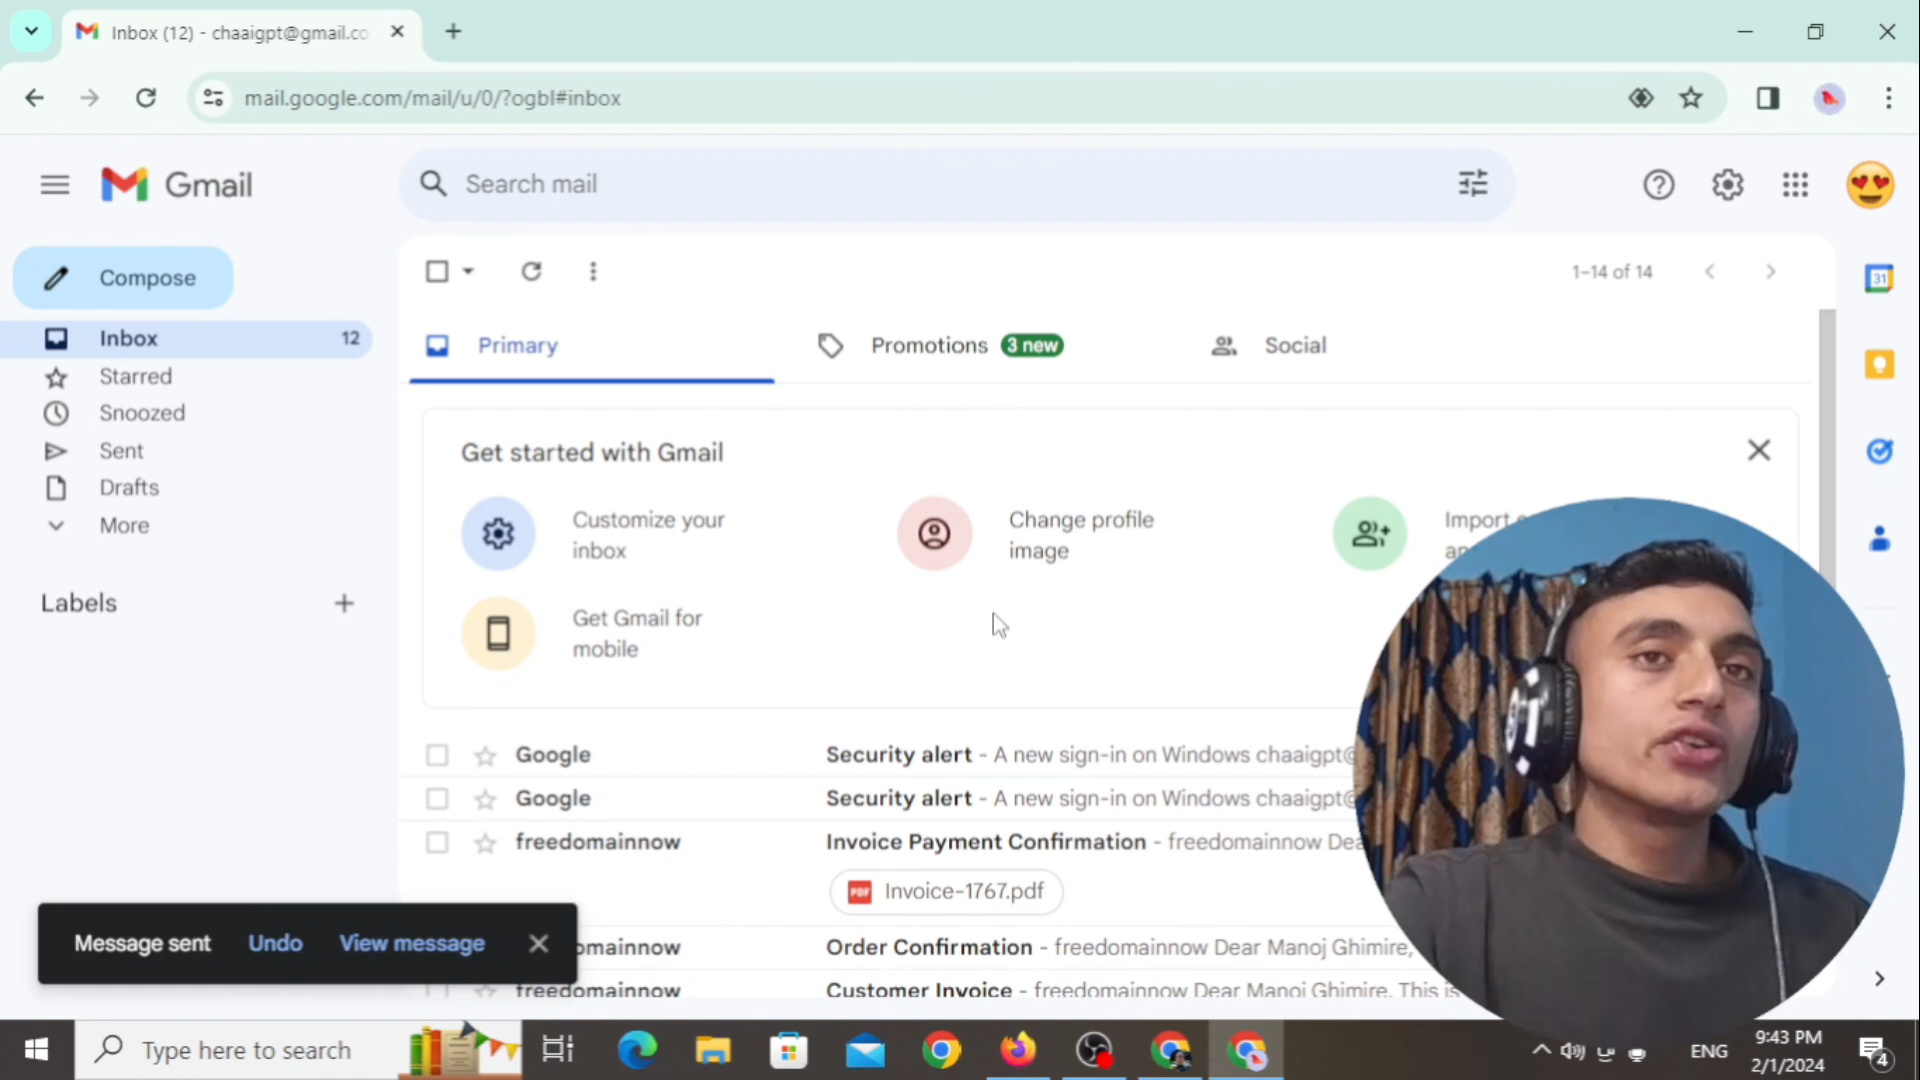 Inbox (12) - chaaigpt@gmail.co
mail.google.com/mail/u/0/?ogbl#inbox
Gmail
Search mail
Compose
1–14 of 14
Inbox 12
Primary
Promotions 3 new
Social
Starred
Snoozed
Sent
Drafts
More
Labels
Get started with Gmail
Customize your
inbox
Change profile
image
Import
Get Gmail for
mobile
Google Security alert - A new sign-in on Windows chaaigpt@
Google Security alert - A new sign-in on Windows chaaigpt@
freedomainnow Invoice Payment Confirmation - freedomainnow Dea
PDF Invoice-1767.pdf
Message sent Undo View message
omainnow Order Confirmation - freedomainnow Dear Manoj Ghimire,
freedomainnow Customer Invoice - freedomainnow Dear Manoj Ghimire, This is
31
Type here to search
ENG
9:43 PM
2/1/2024
4